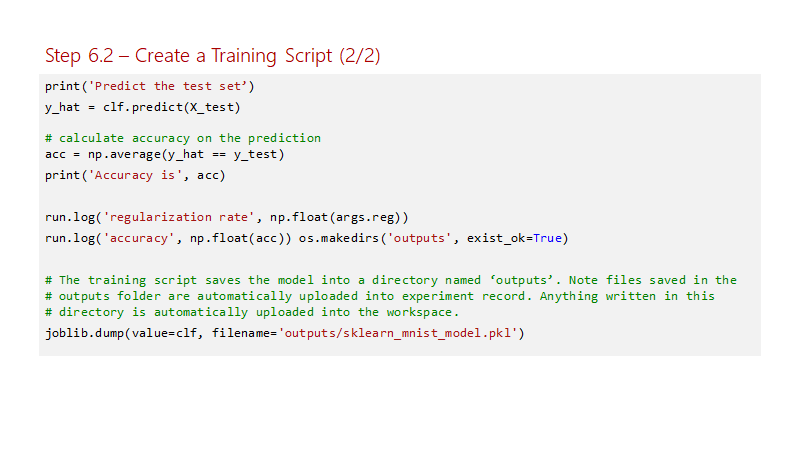 Step 6.2 – Create a Training Script (2/2)
print('Predict the test set’)
y_hat = clf.predict(X_test)
# calculate accuracy on the prediction
acc = np.average(y_hat == y_test)
print('Accuracy is', acc)
run.log('regularization rate', np.float(args.reg))
run.log('accuracy', np.float(acc)) os.makedirs('outputs', exist_ok=True)
# The training script saves the model into a directory named ‘outputs’. Note files saved in the
# outputs folder are automatically uploaded into experiment record. Anything written in this
# directory is automatically uploaded into the workspace.
joblib.dump(value=clf, filename='outputs/sklearn_mnist_model.pkl')